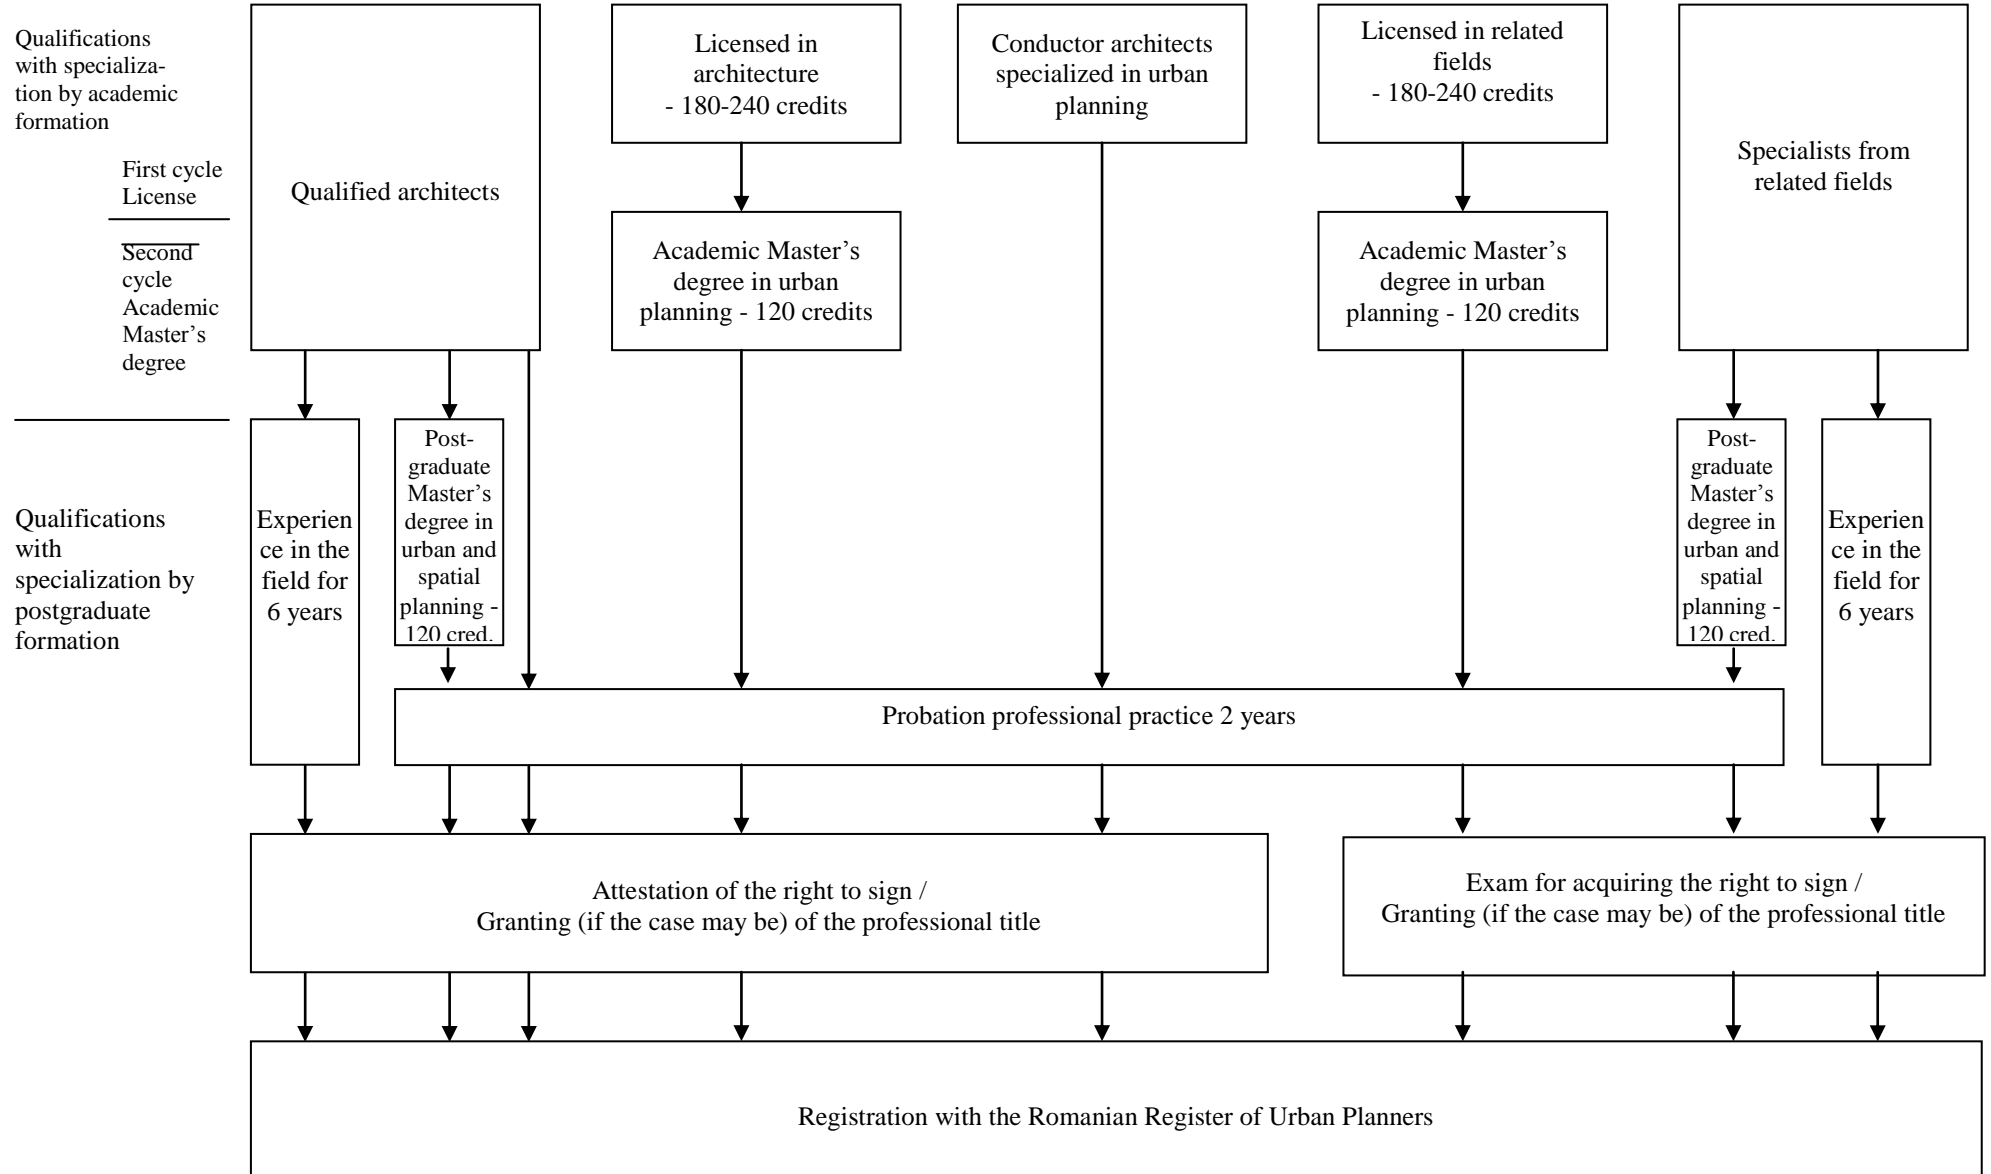 Qualifications
with specializa-
tion by academic
formation
First cycle
License
Second
cycle
Academic
Master's
degree
Qualified architects
Licensed in
architecture
- 180-240 credits
Conductor architects
specialized in urban
planning
Licensed in related
fields
- 180-240 credits
Specialists from
related fields
Academic Master's
degree in urban
planning - 120 credits
Academic Master's
degree in urban
planning - 120 credits
Qualifications
with
specialization by
postgraduate
formation
Experien
ce in the
field for
6 years
Post-
graduate
Master's
degree in
urban and
spatial
planning -
120 cred.
Post-
graduate
Master's
degree in
urban and
spatial
planning -
120 cred.
Experien
ce in the
field for
6 years
Probation professional practice 2 years
Attestation of the right to sign /
Granting (if the case may be) of the professional title
Exam for acquiring the right to sign /
Granting (if the case may be) of the professional title
Registration with the Romanian Register of Urban Planners